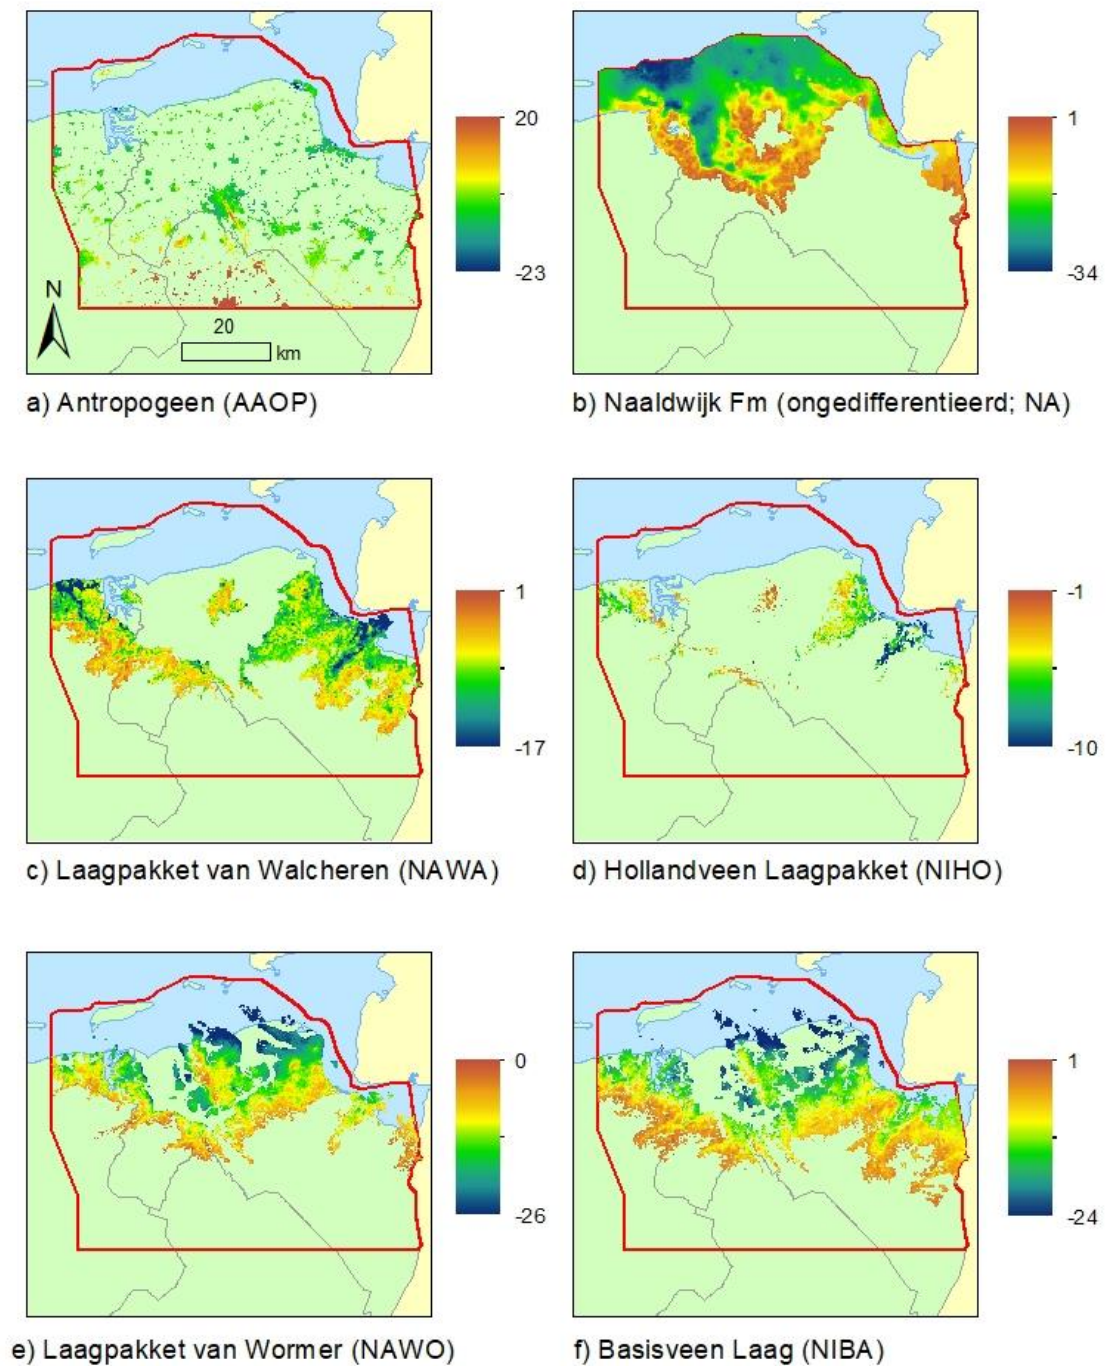 20
-23
N
20
km
a) Antropogeen (AAOP)
1
-34
b) Naaldwijk Fm (ongedifferentieerd; NA)
1
-17
c) Laagpakket van Walcheren (NAWA)
-1
-10
d) Hollandveen Laagpakket (NIHO)
0
-26
e) Laagpakket van Wormer (NAWO)
1
-24
f) Basisveen Laag (NIBA)